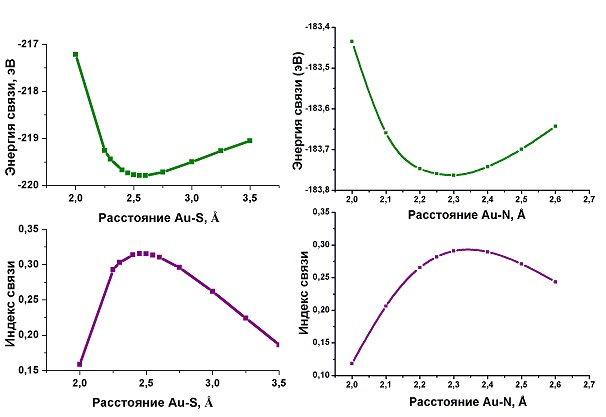 -217
-218
-219
-220
Энергия связи, эВ
2,0 2,5 3,0 3,5
Расстояние Au-S, Å
-183,4
-183,5
-183,6
-183,7
-183,8
Энергия связи (эВ)
2,0 2,1 2,2 2,3 2,4 2,5 2,6 2,7
Расстояние Au-N, Å
0,35
0,30
0,25
0,20
0,15
Индекс связи
2,0 2,5 3,0 3,5
Расстояние Au-S, Å
0,35
0,30
0,25
0,20
0,15
0,10
Индекс связи
2,0 2,1 2,2 2,3 2,4 2,5 2,6 2,7
Расстояние Au-N, Å